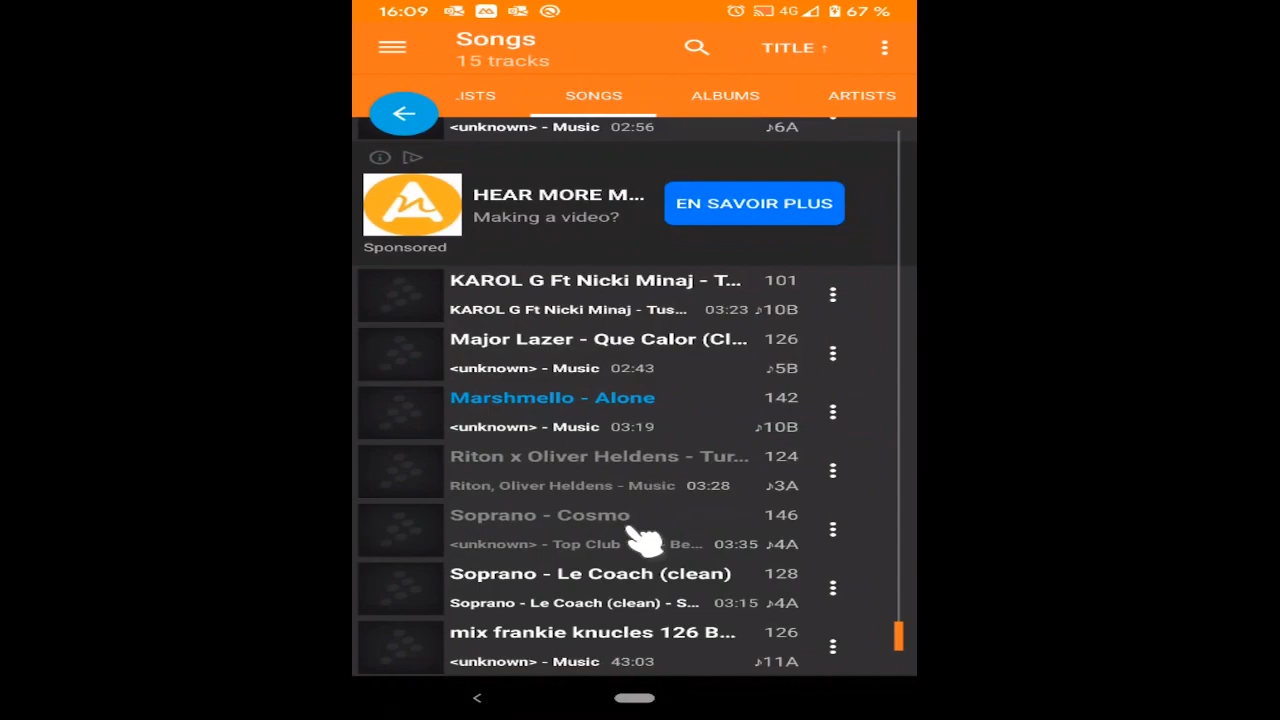 16:09 4G 67 %
Songs
15 tracks
TITLE ↑
.ISTS SONGS ALBUMS ARTISTS
<unknown> - Music 02:56 ♪6A
HEAR MORE M...
Making a video?
EN SAVOIR PLUS
Sponsored
KAROL G Ft Nicki Minaj - T... 101
KAROL G Ft Nicki Minaj - Tus... 03:23 ♪10B
Major Lazer - Que Calor (Cl... 126
<unknown> - Music 02:43 ♪5B
Marshmello - Alone 142
<unknown> - Music 03:19 ♪10B
Riton x Oliver Heldens - Tur... 124
Riton, Oliver Heldens - Music 03:28 ♪3A
Soprano - Cosmo 146
<unknown> - Top Club - Be... 03:35 ♪4A
Soprano - Le Coach (clean) 128
Soprano - Le Coach (clean) - S... 03:15 ♪4A
mix frankie knucles 126 B... 126
<unknown> - Music 43:03 ♪11A